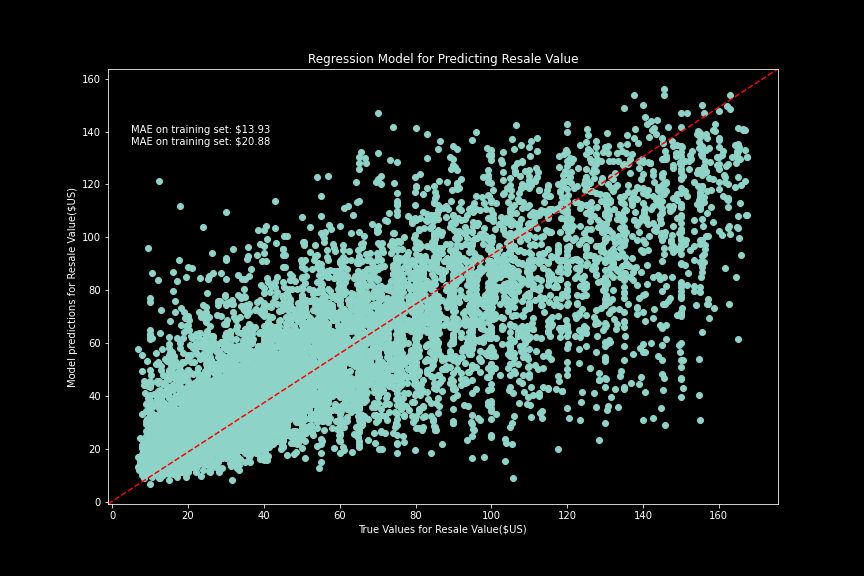 Regression Model for Predicting Resale Value
160
140
120
100
80
60
40
20
0
Model predictions for Resale Value($US)
MAE on training set: $13.93
MAE on training set: $20.88
0 20 40 60 80 100 120 140 160
True Values for Resale Value($US)